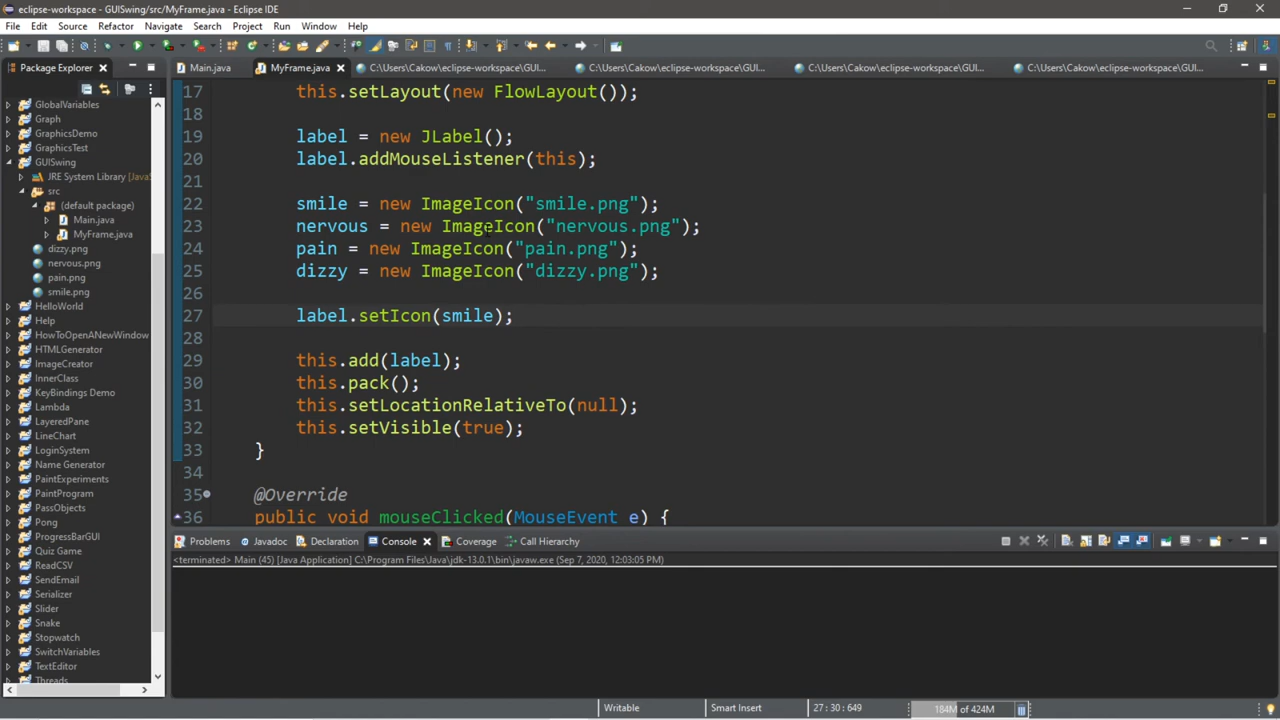 eclipse-workspace - GUISwing/src/MyFrame.java - Eclipse IDE
File Edit Source Refactor Navigate Search Project Run Window Help
Package Explorer
Main.java
MyFrame.java
C:\Users\Cakow\eclipse-workspace\GUI...
C:\Users\Cakow\eclipse-workspace\GUI...
C:\Users\Cakow\eclipse-workspace\GUI...
C:\Users\Cakow\eclipse-workspace\GUI...
GlobalVariables
Graph
GraphicsDemo
GraphicsTest
GUISwing
JRE System Library [Java
src
(default package)
Main.java
MyFrame.java
dizzy.png
nervous.png
pain.png
smile.png
HelloWorld
Help
HowToOpenANewWindow
HTMLGenerator
ImageCreator
InnerClass
KeyBindings Demo
Lambda
LayeredPane
LineChart
LoginSystem
Name Generator
PaintExperiments
PaintProgram
PassObjects
Pong
ProgressBarGUI
Quiz Game
ReadCSV
SendEmail
Serializer
Slider
Snake
Stopwatch
SwitchVariables
TextEditor
Threads
17 this.setLayout(new FlowLayout());
18
19 label = new JLabel();
20 label.addMouseListener(this);
21
22 smile = new ImageIcon("smile.png");
23 nervous = new ImageIcon("nervous.png");
24 pain = new ImageIcon("pain.png");
25 dizzy = new ImageIcon("dizzy.png");
26
27 label.setIcon(smile);
28
29 this.add(label);
30 this.pack();
31 this.setLocationRelativeTo(null);
32 this.setVisible(true);
33 }
34
35 @Override
36 public void mouseClicked(MouseEvent e) {
Problems Javadoc Declaration Console Coverage Call Hierarchy
<terminated> Main (45) [Java Application] C:\Program Files\Java\jdk-13.0.1\bin\javaw.exe (Sep 7, 2020, 12:03:05 PM)
Writable Smart Insert 27 : 30 : 649 184M of 424M